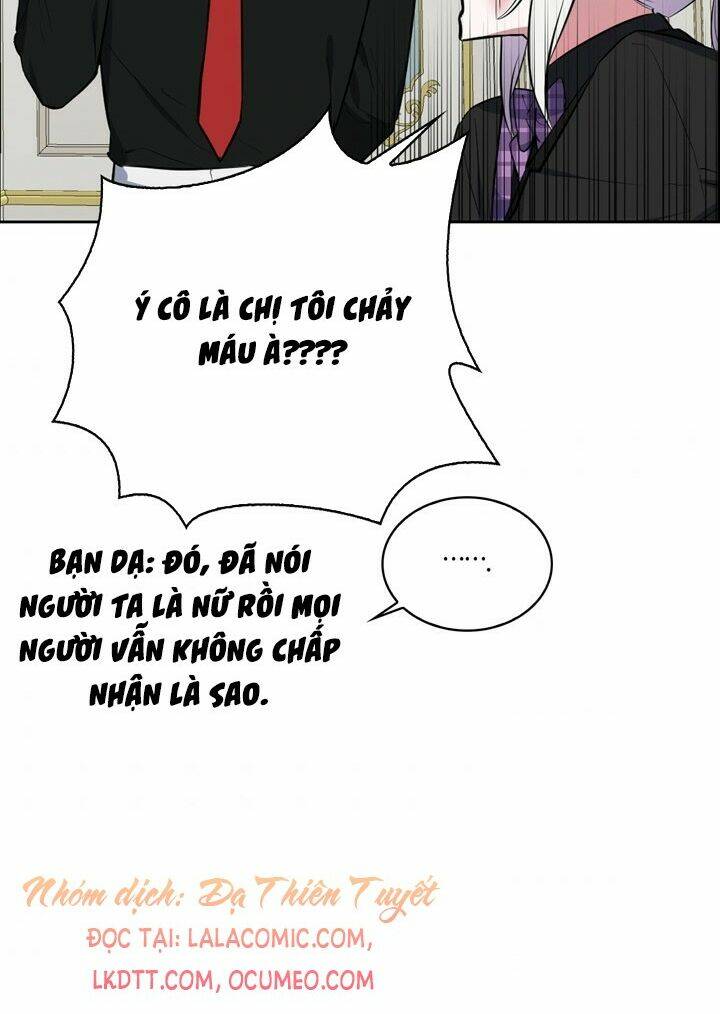 Ý CÔ LÀ CHỊ TÔI CHẢY
MÁU À????
…….
BẠN DẠ: ĐÓ, ĐÃ NÓI
NGƯỜI TA LÀ NỮ RỒI MỌI
NGƯỜI VẪN KHÔNG CHẤP
NHẬN LÀ SAO.
Nhóm dịch: Dạ Thiên Tuyết
ĐỌC TẠI: LALACOMIC.COM,
LKDTT.COM, OCUMEO.COM